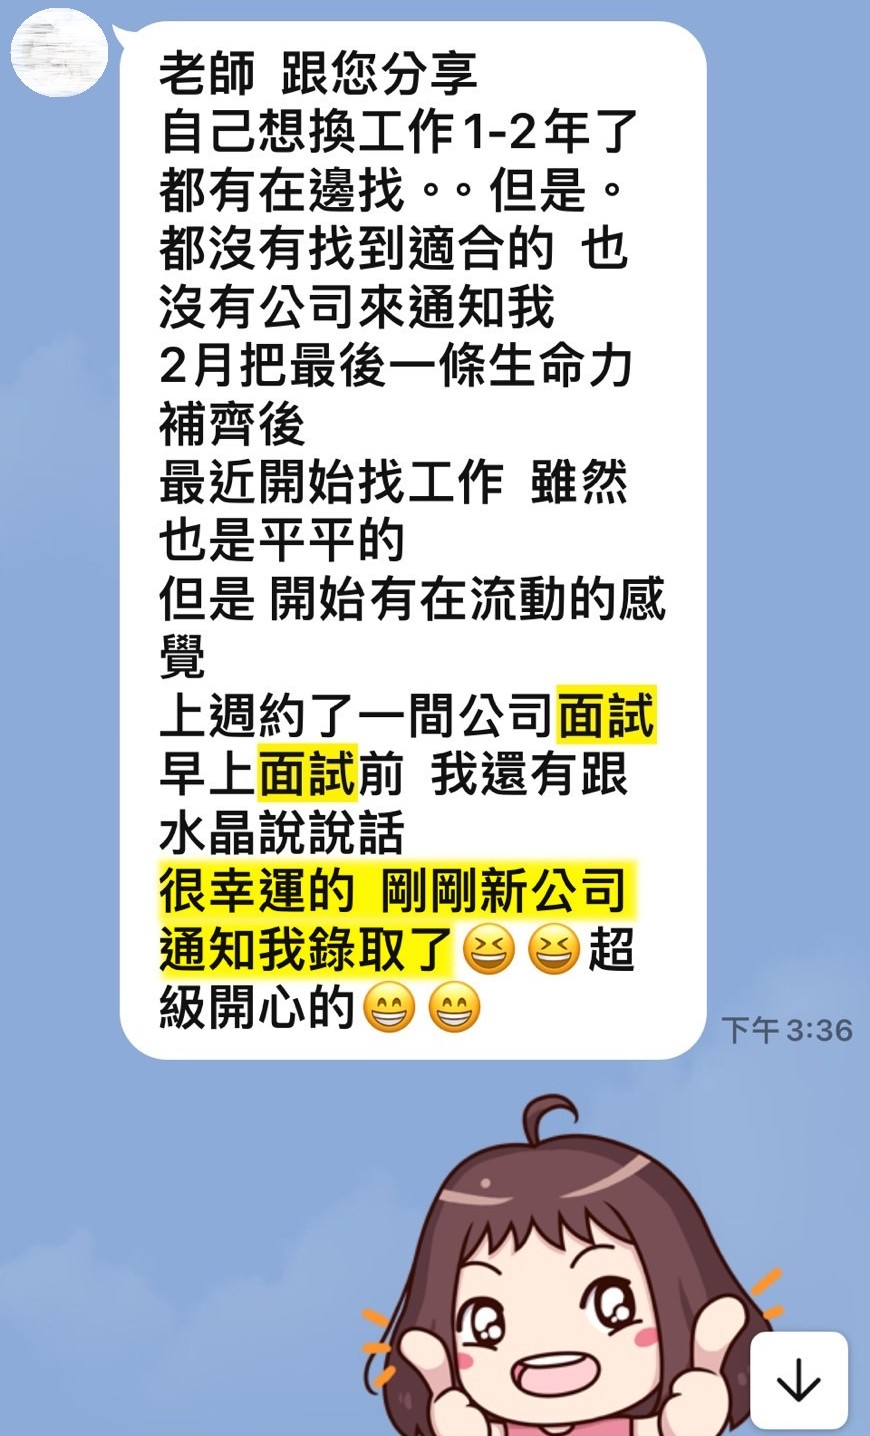 老師 跟您分享
自己想換工作1-2年了
都有在邊找。。但是。
都沒有找到適合的 也
沒有公司來通知我
2月把最後一條生命力
補齊後
最近開始找工作 雖然
也是平平的
但是 開始有在流動的感
覺
上週約了一間公司面試
早上面試前 我還有跟
水晶說說話
很幸運的 剛剛新公司
通知我錄取了😆 😆超
級開心的😁 😁
下午3:36